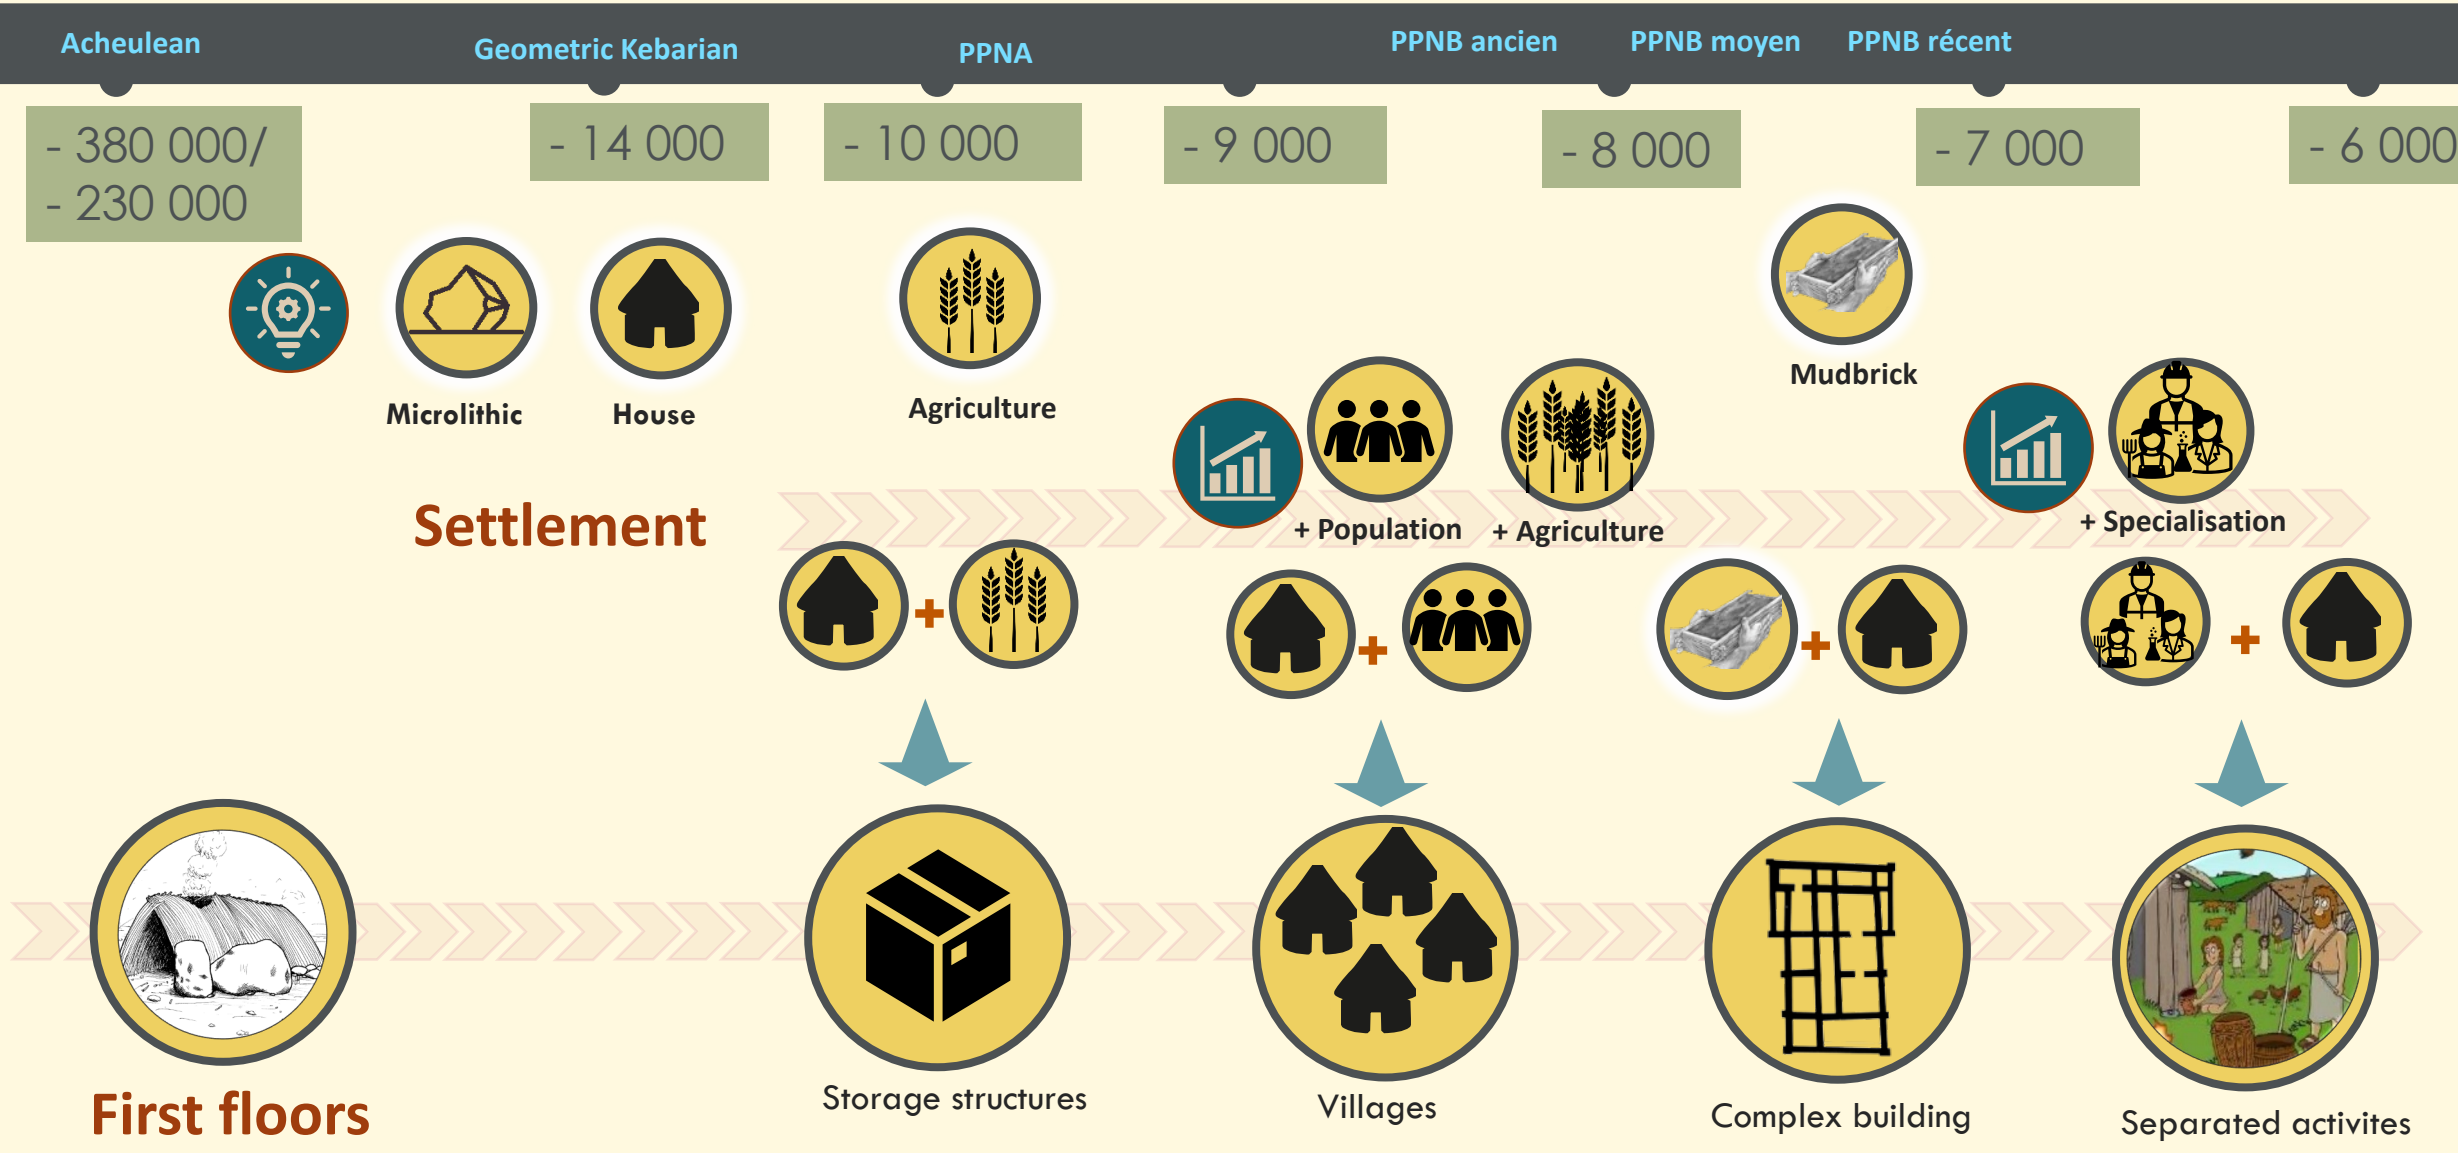 Acheulean
Geometric Kebarian
PPNA
PPNB ancien
PPNB moyen
PPNB récent
- 380 000/
- 230 000
- 14 000
- 10 000
- 9 000
- 8 000
- 7 000
- 6 000
Microlithic
House
Agriculture
Mudbrick
Settlement
+ Population
+ Agriculture
+ Specialisation
+
+
+
+
First floors
Storage structures
Villages
Complex building
Separated activites